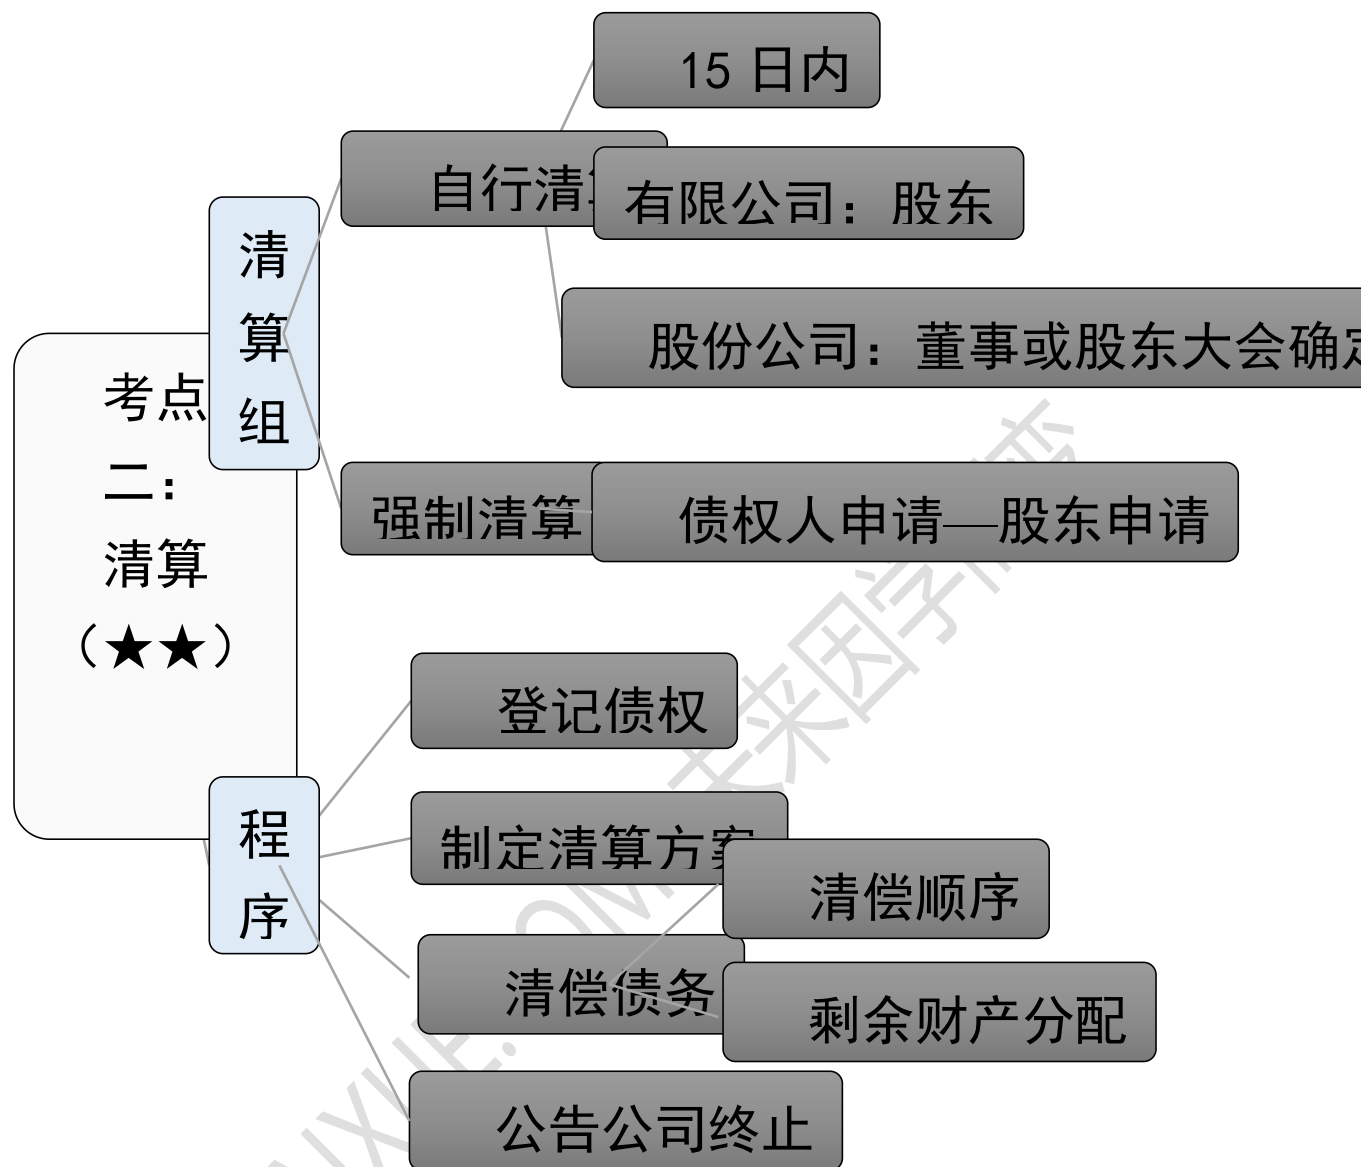 15 日内
自行清算
有限公司：股东
股份公司：董事或股东大会确定
清
算
组
考点
二：
清算
（★★）
强制清算
债权人申请—股东申请
登记债权
制定清算方案
程
序
清偿顺序
清偿债务
剩余财产分配
公告公司终止